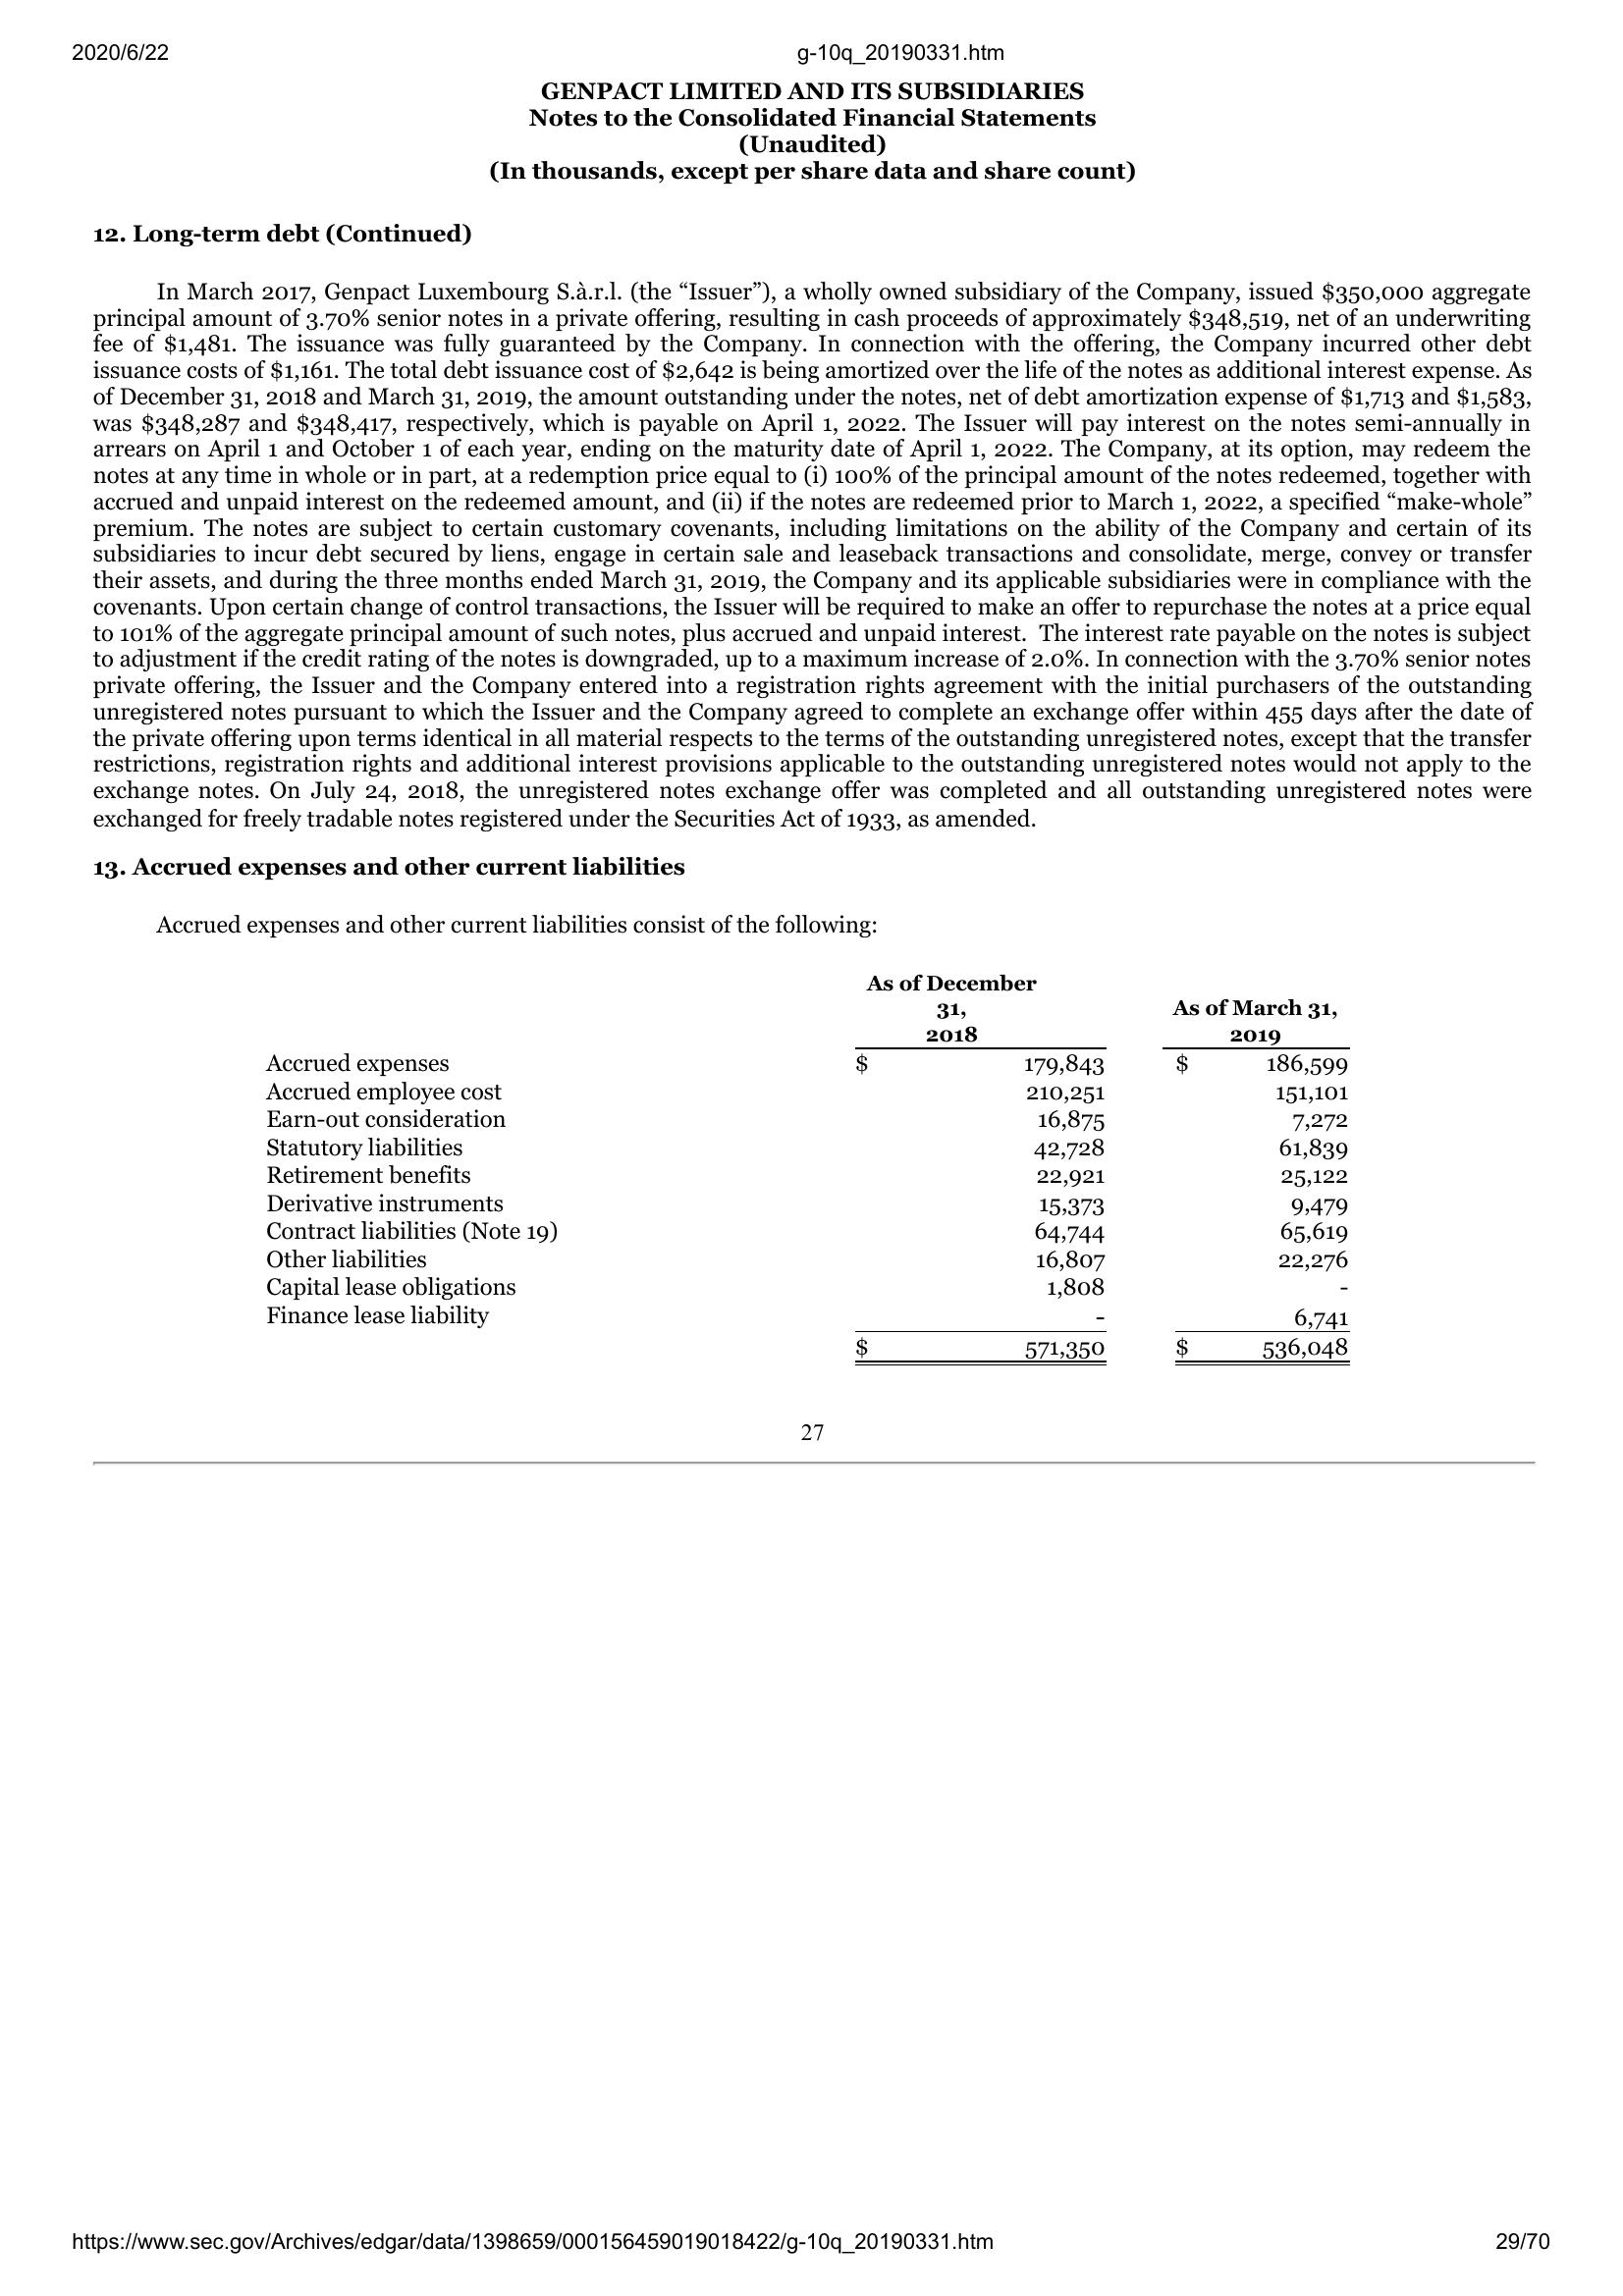 2020/6/22 g-10q_20190331.htm
GENPACT LIMITED AND ITS SUBSIDIARIES
Notes to the Consolidated Financial Statements
(Unaudited)
(In thousands, except per share data and share count)
12. Long-term debt (Continued)
In March 2017, Genpact Luxembourg S.à.r.l. (the “Issuer”), a wholly owned subsidiary of the Company, issued $350,000 aggregate
principal amount of 3.70% senior notes in a private offering, resulting in cash proceeds of approximately $348,519, net of an underwriting
fee of $1,481. The issuance was fully guaranteed by the Company. In connection with the offering, the Company incurred other debt
issuance costs of $1,161. The total debt issuance cost of $2,642 is being amortized over the life of the notes as additional interest expense. As
of December 31, 2018 and March 31, 2019, the amount outstanding under the notes, net of debt amortization expense of $1,713 and $1,583,
was $348,287 and $348,417, respectively, which is payable on April 1, 2022. The Issuer will pay interest on the notes semi-annually in
arrears on April 1 and October 1 of each year, ending on the maturity date of April 1, 2022. The Company, at its option, may redeem the
notes at any time in whole or in part, at a redemption price equal to (i) 100% of the principal amount of the notes redeemed, together with
accrued and unpaid interest on the redeemed amount, and (ii) if the notes are redeemed prior to March 1, 2022, a specified “make-whole”
premium. The notes are subject to certain customary covenants, including limitations on the ability of the Company and certain of its
subsidiaries to incur debt secured by liens, engage in certain sale and leaseback transactions and consolidate, merge, convey or transfer
their assets, and during the three months ended March 31, 2019, the Company and its applicable subsidiaries were in compliance with the
covenants. Upon certain change of control transactions, the Issuer will be required to make an offer to repurchase the notes at a price equal
to 101% of the aggregate principal amount of such notes, plus accrued and unpaid interest. The interest rate payable on the notes is subject
to adjustment if the credit rating of the notes is downgraded, up to a maximum increase of 2.0%. In connection with the 3.70% senior notes
private offering, the Issuer and the Company entered into a registration rights agreement with the initial purchasers of the outstanding
unregistered notes pursuant to which the Issuer and the Company agreed to complete an exchange offer within 455 days after the date of
the private offering upon terms identical in all material respects to the terms of the outstanding unregistered notes, except that the transfer
restrictions, registration rights and additional interest provisions applicable to the outstanding unregistered notes would not apply to the
exchange notes. On July 24, 2018, the unregistered notes exchange offer was completed and all outstanding unregistered notes were
exchanged for freely tradable notes registered under the Securities Act of 1933, as amended.
13. Accrued expenses and other current liabilities
Accrued expenses and other current liabilities consist of the following:
As of December
31, As of March 31,
2018 2019
Accrued expenses $ 179,843 $ 186,599
Accrued employee cost 210,251 151,101
Earn-out consideration 16,875 7,272
Statutory liabilities 42,728 61,839
Retirement benefits 22,921 25,122
Derivative instruments 15,373 9,479
Contract liabilities (Note 19) 64,744 65,619
Other liabilities 16,807 22,276
Capital lease obligations 1,808 -
Finance lease liability - 6,741
$ 571,350 $ 536,048
27
https://www.sec.gov/Archives/edgar/data/1398659/000156459019018422/g-10q_20190331.htm 29/70